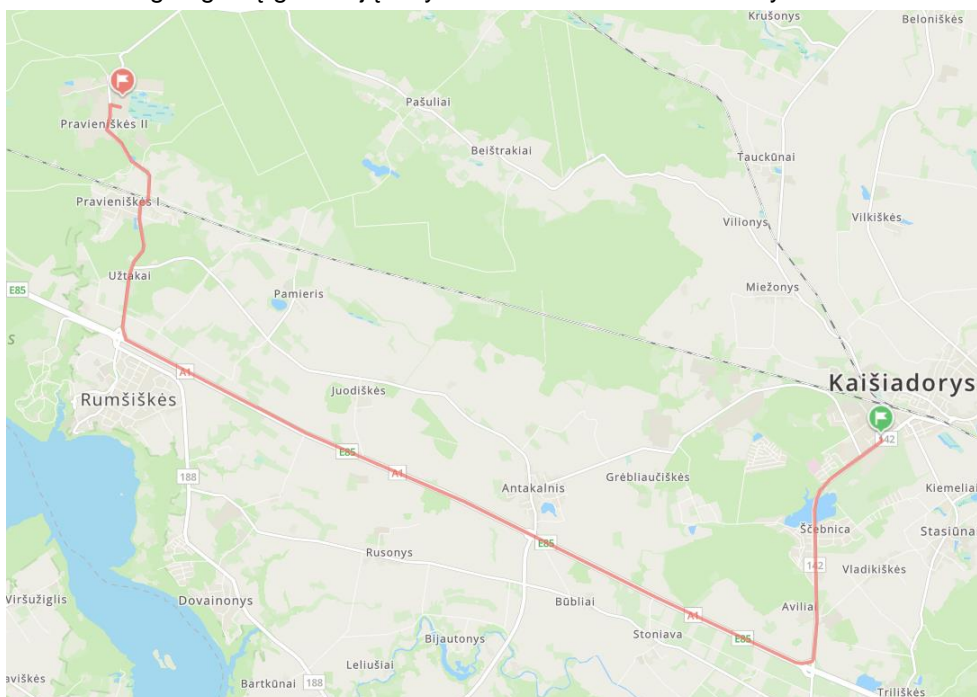 Krušonys
Beloniškės
Pašuliai
Pravieniškės II
Beištrakiai
Tauckūnai
Pravieniškės I
Vilionys
Vilkiškės
Užtakai
E85
Pamieris
Miežonys
A1
Juodiškės
Kaišiadorys
Rumšiškės
142
E85
188
A1
Antakalnis
Grėbliaučiškės
Kiemeliai
Ščebnica
Stasiūna
E85
Rusonys
142
Vladikiškės
Viršužiglis
Dovainonys
Būbliai
Aviliai
A1
Stoniava
E85
Bijautonys
Leliušiai
aviškės
Bartkūnai
188
Triliškės